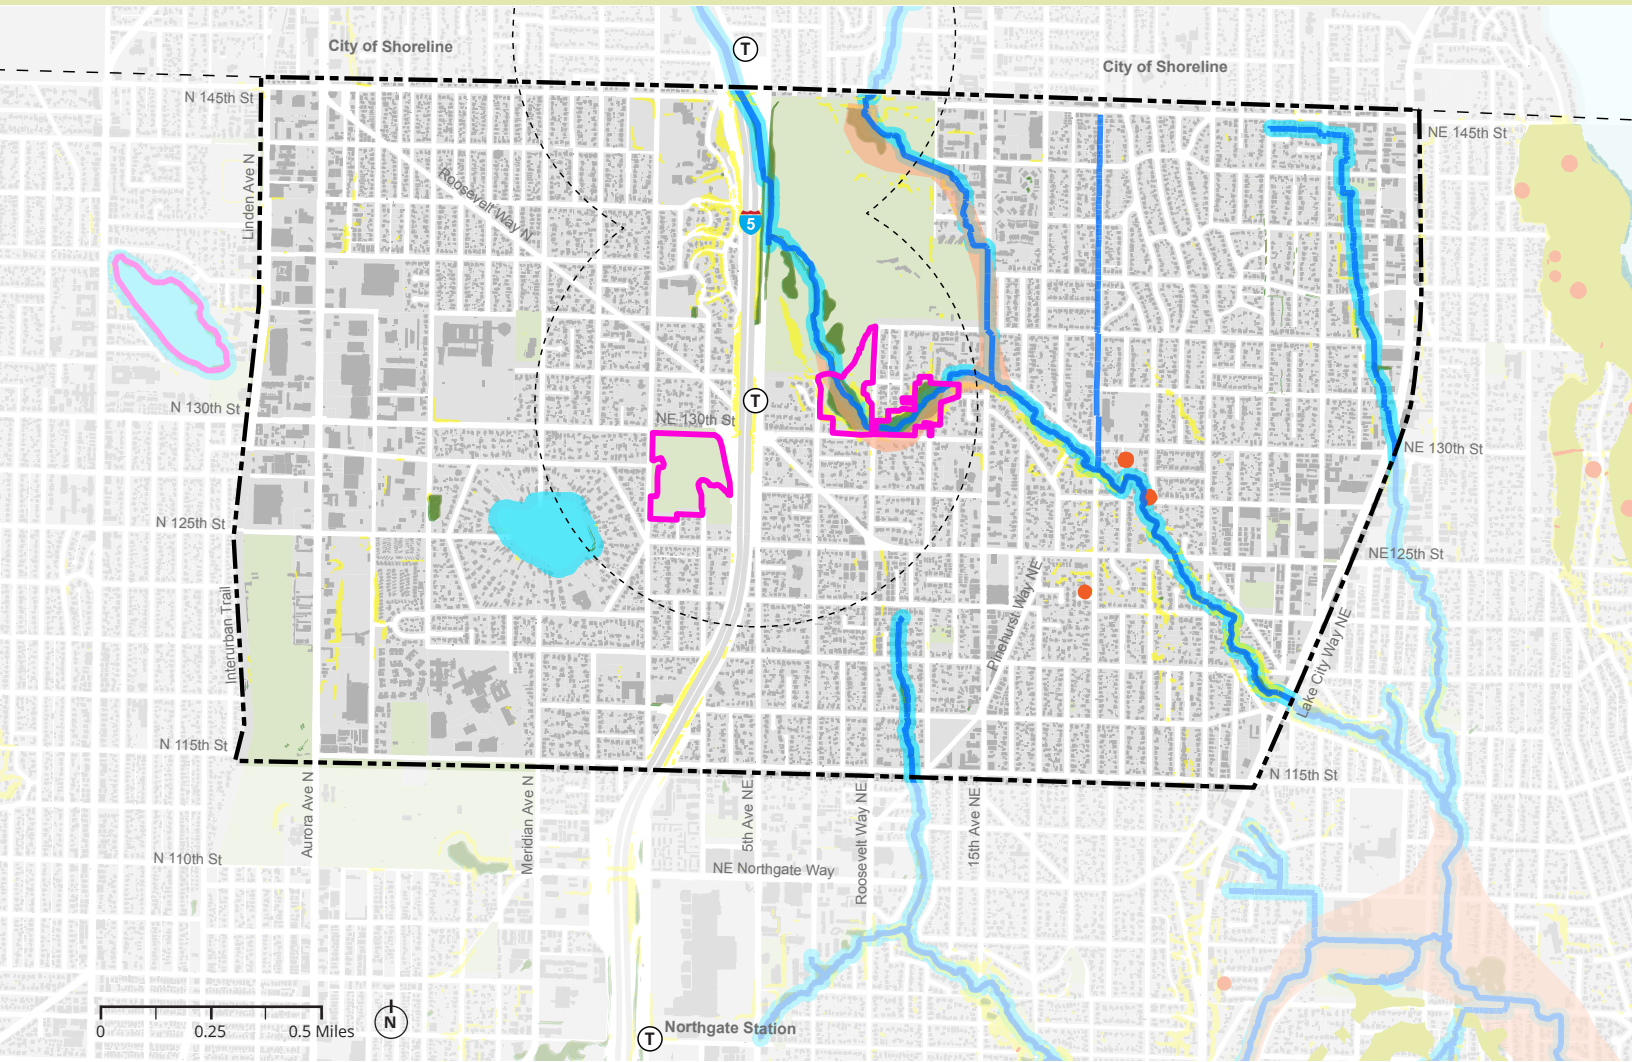 City of Shoreline
T
City of Shoreline
N 145th St
NE 145th St
Linden Ave N
Roosevelt Way N
5
N 130th St
T
NE 130th St
NE 130th St
N 125th St
NE125th St
Interurban Trail
Pinehurst Way NE
Lake City Way NE
N 115th St
N 115th St
Aurora Ave N
Meridian Ave N
5th Ave NE
Roosevelt Way NE
15th Ave NE
N 110th St
NE Northgate Way
0
0.25
0.5 Miles
N
T
Northgate Station